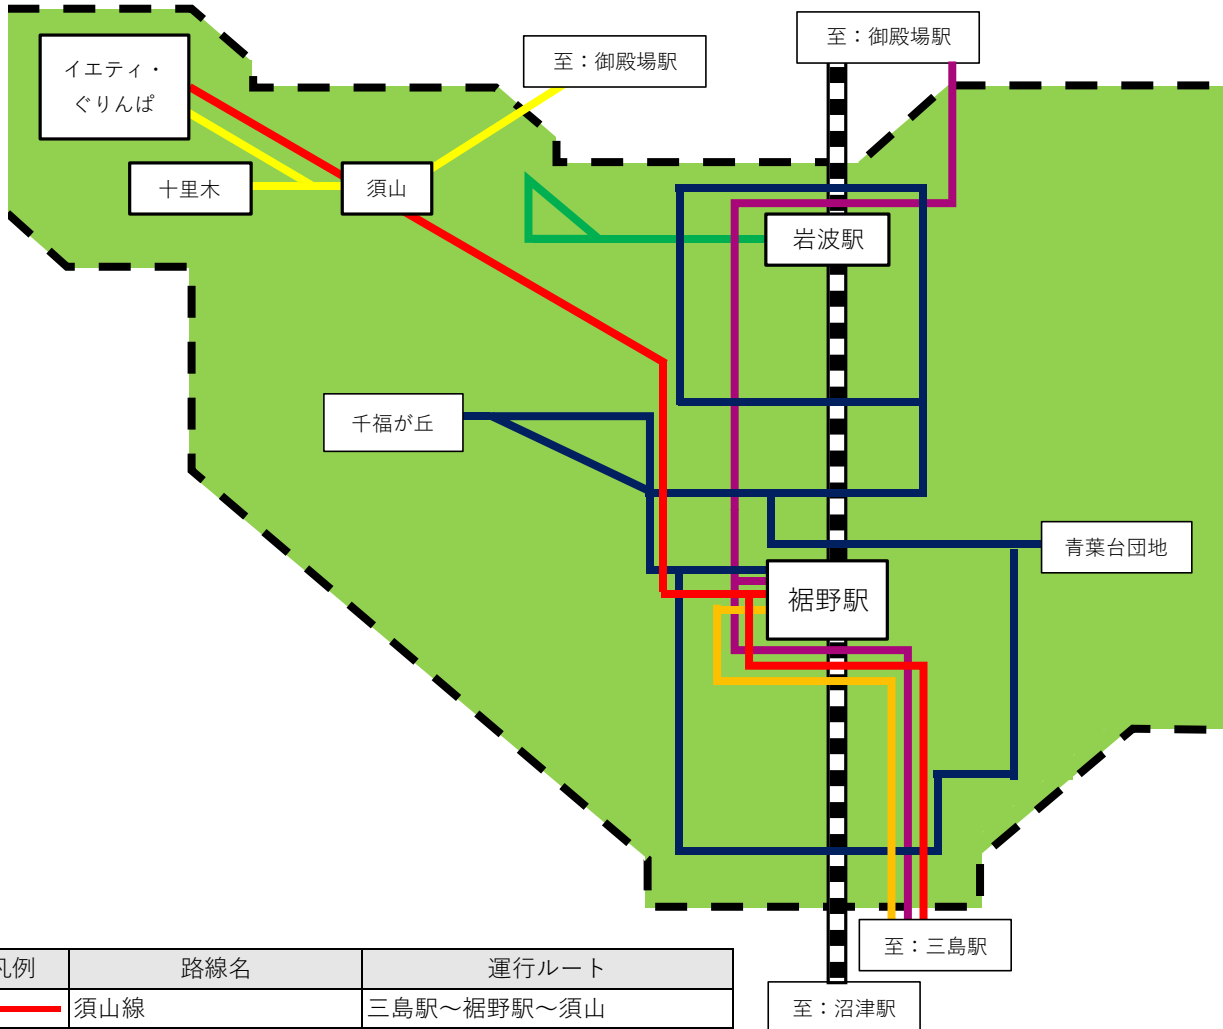 至：御殿場駅
イエティ・
ぐりんぱ
至：御殿場駅
十里木
須山
岩波駅
千福が丘
青葉台団地
裾野駅
至：三島駅
至：沼津駅
凡例 路線名 運行ルート
須山線 三島駅～裾野駅～須山